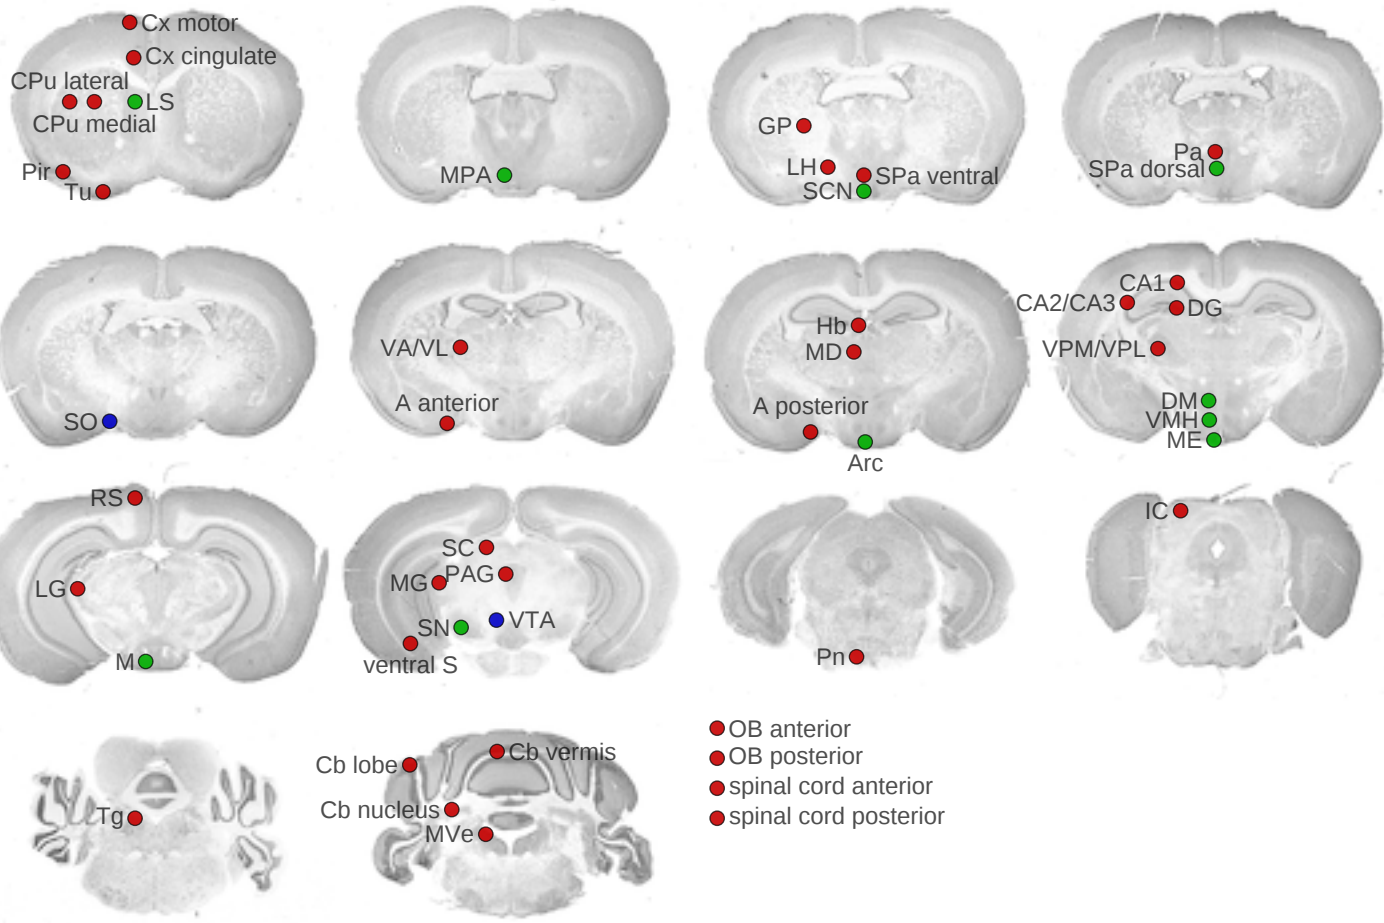 Cx motor
Cx cingulate
CPu lateral
LS
CPu medial
Pir
Tu
MPA
GP
LH
SPa ventral
SCN
Pa
SPa dorsal
SO
VA/VL
A anterior
Hb
MD
A posterior
Arc
CA1
CA2/CA3
DG
VPM/VPL
DM
VMH
ME
RS
LG
M
SC
MG
PAG
SN
VTA
ventral S
Pn
IC
Tg
Cb lobe
Cb vermis
Cb nucleus
MVe
OB anterior
OB posterior
spinal cord anterior
spinal cord posterior